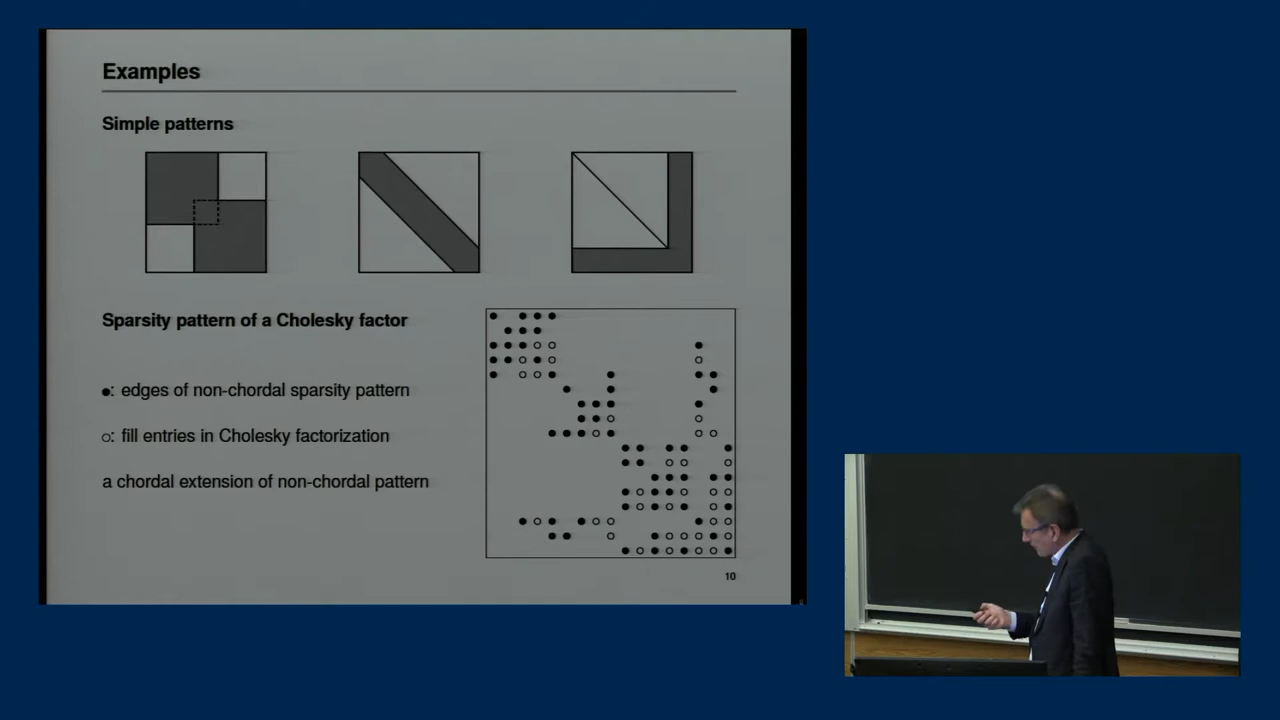 Examples
Simple patterns
Sparsity pattern of a Cholesky factor
●: edges of non-chordal sparsity pattern
○: fill entries in Cholesky factorization
a chordal extension of non-chordal pattern
10